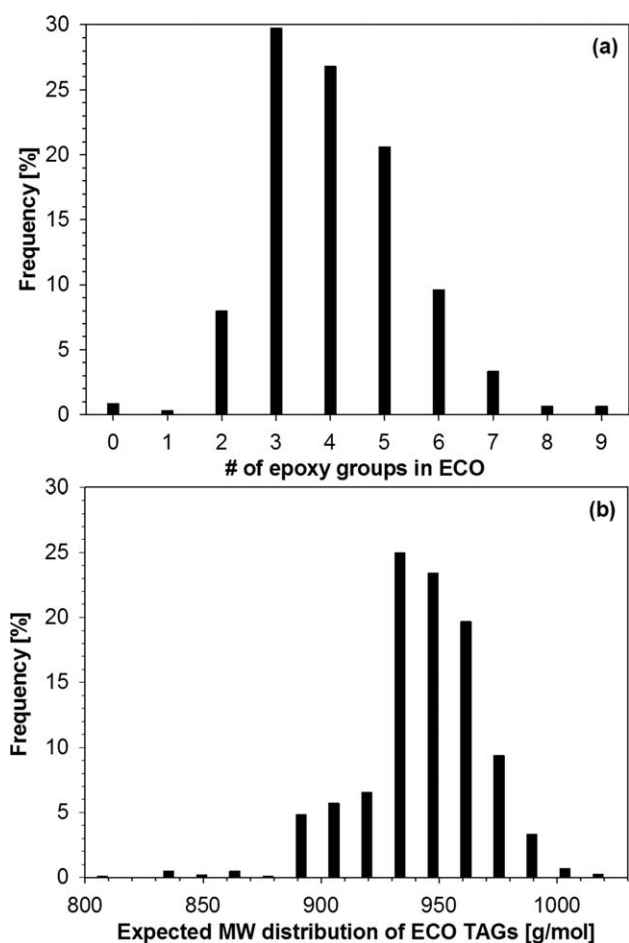 30
(a)
25
20
15
10
5
0
Frequency [%]
0 1 2 3 4 5 6 7 8 9
# of epoxy groups in ECO
30
(b)
25
20
15
10
5
0
Frequency [%]
800 850 900 950 1000
Expected MW distribution of ECO TAGs [g/mol]